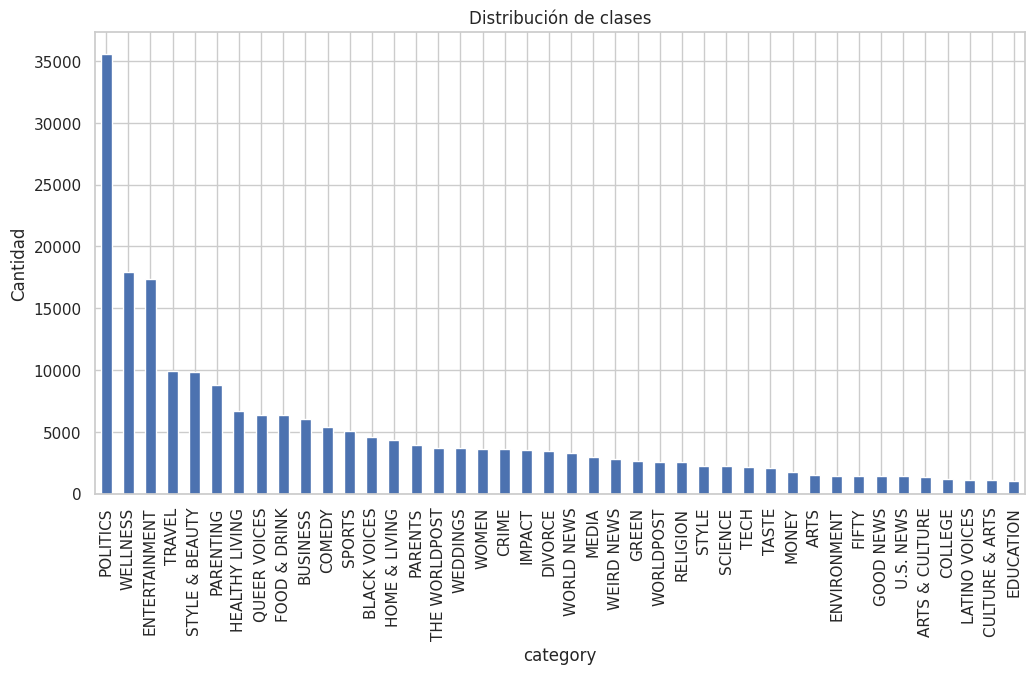 Distribución de clases
Cantidad
35000
30000
25000
20000
15000
10000
5000
0
POLITICS
WELLNESS
ENTERTAINMENT
TRAVEL
STYLE & BEAUTY
PARENTING
HEALTHY LIVING
QUEER VOICES
FOOD & DRINK
BUSINESS
COMEDY
SPORTS
BLACK VOICES
HOME & LIVING
PARENTS
THE WORLDPOST
WEDDINGS
WOMEN
CRIME
IMPACT
DIVORCE
WORLD NEWS
MEDIA
WEIRD NEWS
GREEN
WORLDPOST
RELIGION
STYLE
SCIENCE
TECH
TASTE
MONEY
ARTS
ENVIRONMENT
FIFTY
GOOD NEWS
U.S. NEWS
ARTS & CULTURE
COLLEGE
LATINO VOICES
CULTURE & ARTS
EDUCATION
category